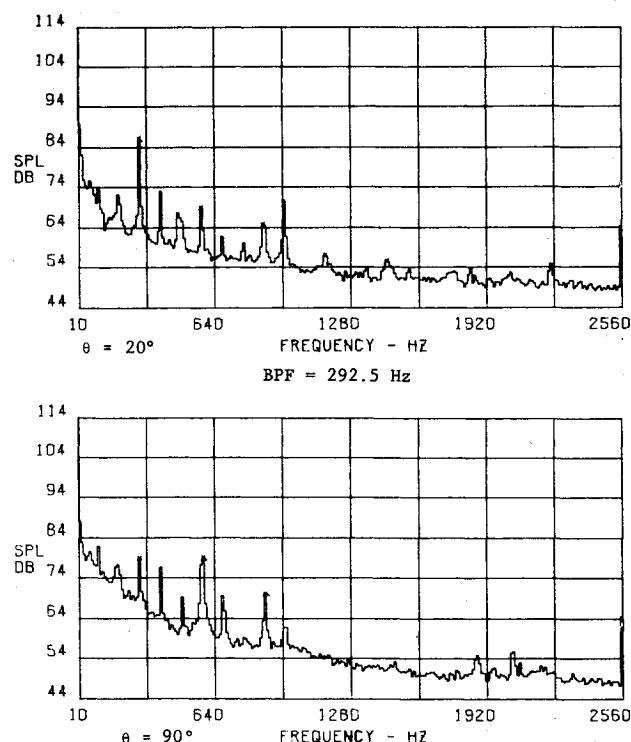 114
104
94
84
SPL
DB
74
64
54
44
10 640 1280 1920 2560
θ = 20° FREQUENCY - HZ
BPF = 292.5 Hz
114
104
94
84
SPL
DB
74
64
54
44
10 640 1280 1920 2560
θ = 90° FREQUENCY - HZ